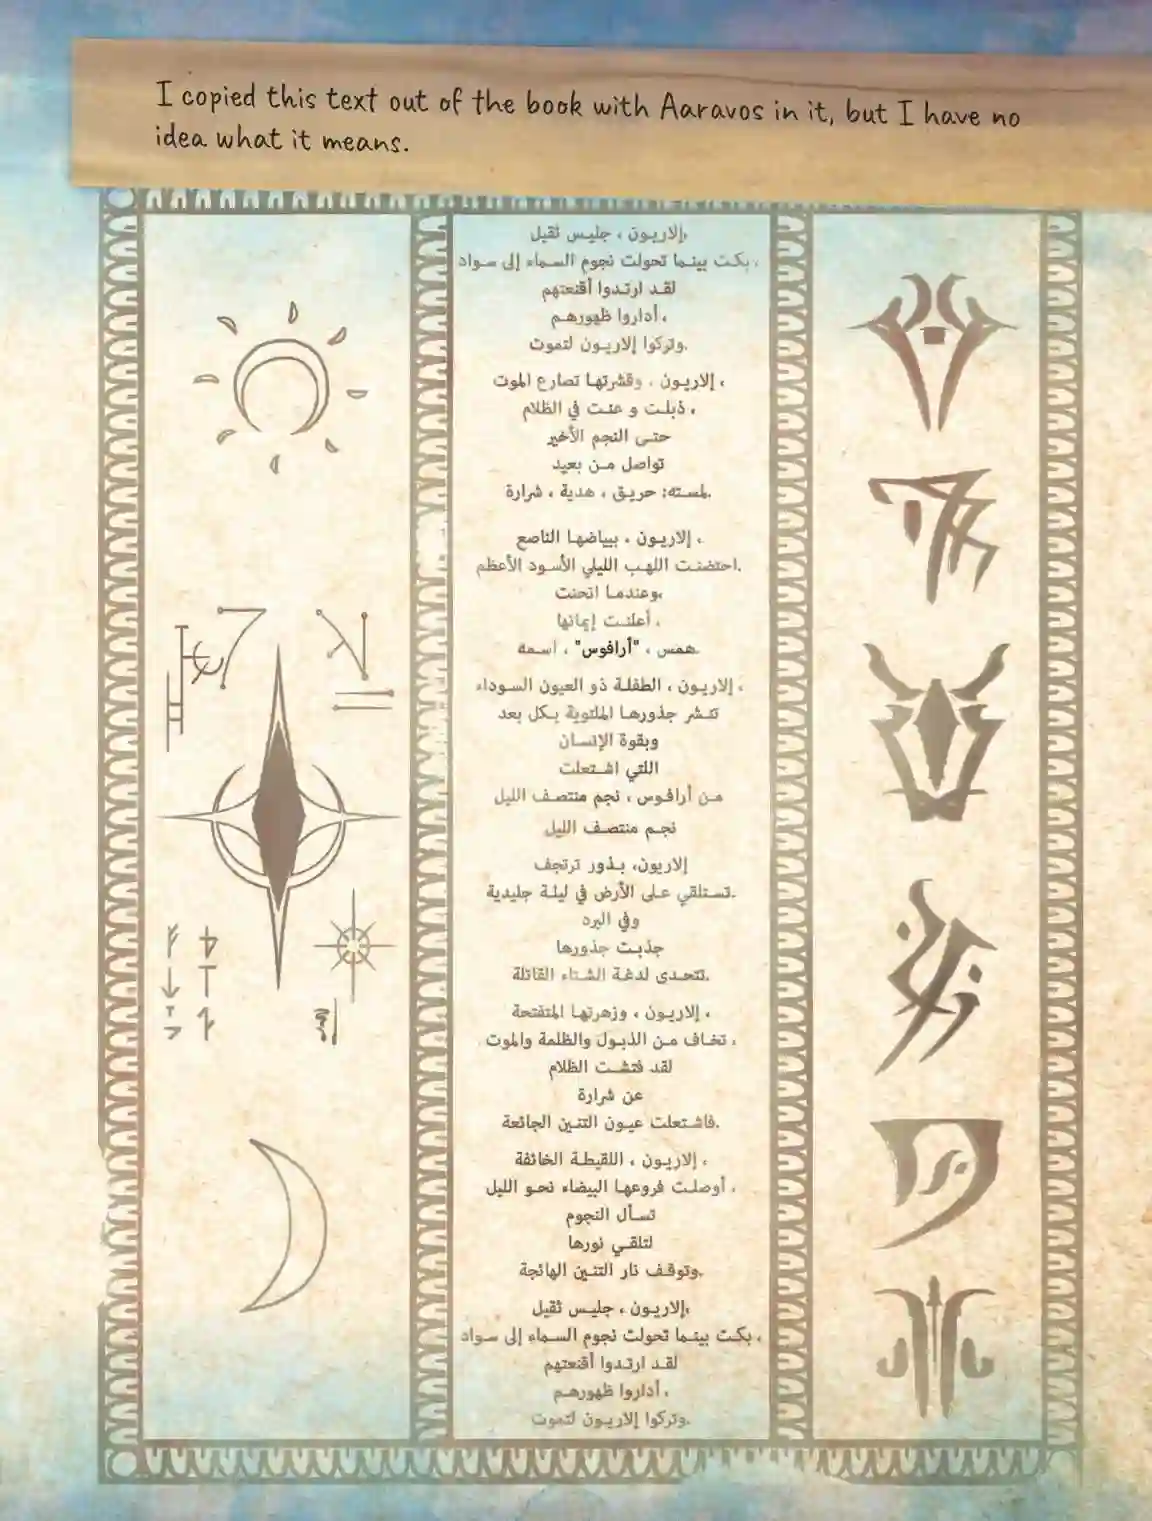 I copied this text out of the book with Aaravos in it, but I have no
idea what it means.
إلاريون ، جليس ثقيل،
بكت بينما تحولت نجوم السماء إلى سواد ،
لقد ارتدوا أقنعتهم
أداروا ظهورهم ،
وتركوا إلاريون لتموت.
إلاريون ، وقشرتها تصارع الموت ،
ذبلت و عنت في الظلام ،
حتى النجم الأخير
تواصل من بعيد
لمسته: حريق ، هدية ، شرارة.
إلاريون ، ببياضها الناصع ،
احتضنت اللهب الليلي الأسود الأعظم.
وعندما انحنت،
أعلنت إيمانها ،
همس ، "أرافوس" ، اسمه.
إلاريون ، الطفلة ذو العيون السوداء ،
تنشر جذورها الملتوية بكل بعد
وبقوة الإنسان
اللتي اشتعلت
من أرافوس ، نجم منتصف الليل
نجم منتصف الليل
إلاريون، بذور ترتجف
تستلقي على الأرض في ليلة جليدية.
وفي البرد
جذبت جذورها
تتحدى لدغة الشتاء القاتلة.
إلاريون ، وزهرتها المتفتحة ،
تخاف من الذبول والظلمة والموت ،
لقد فتشت الظلام
عن شرارة
فاشتعلت عيون التنين الجائعة.
إلاريون ، اللقيطة الخائفة ،
أوصلت فروعها البيضاء نحو الليل ،
تسأل النجوم
لتلقي نورها
وتوقف نار التنين الهائجة.
إلاريون ، جليس ثقيل،
بكت بينما تحولت نجوم السماء إلى سواد ،
لقد ارتدوا أقنعتهم
أداروا ظهورهم ،
وتركوا إلاريون لتموت.